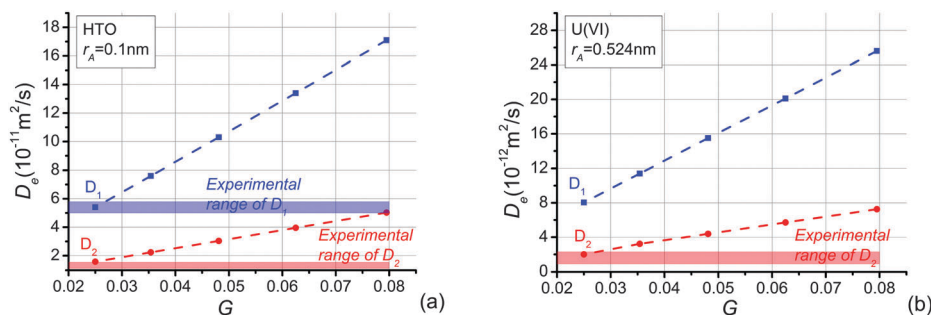 HTO
r_A=0.1nm
D_e(10^-11 m^2/s)
18
16
14
12
10
8
6
4
2
D_1
Experimental
range of D_1
D_2
Experimental
range of D_2
0.02 0.03 0.04 0.05 0.06 0.07 0.08
G
(a)
U(VI)
r_A=0.524nm
D_e(10^-12 m^2/s)
28
24
20
16
12
8
4
0
D_1
D_2
Experimental
range of D_2
0.02 0.03 0.04 0.05 0.06 0.07 0.08
G
(b)